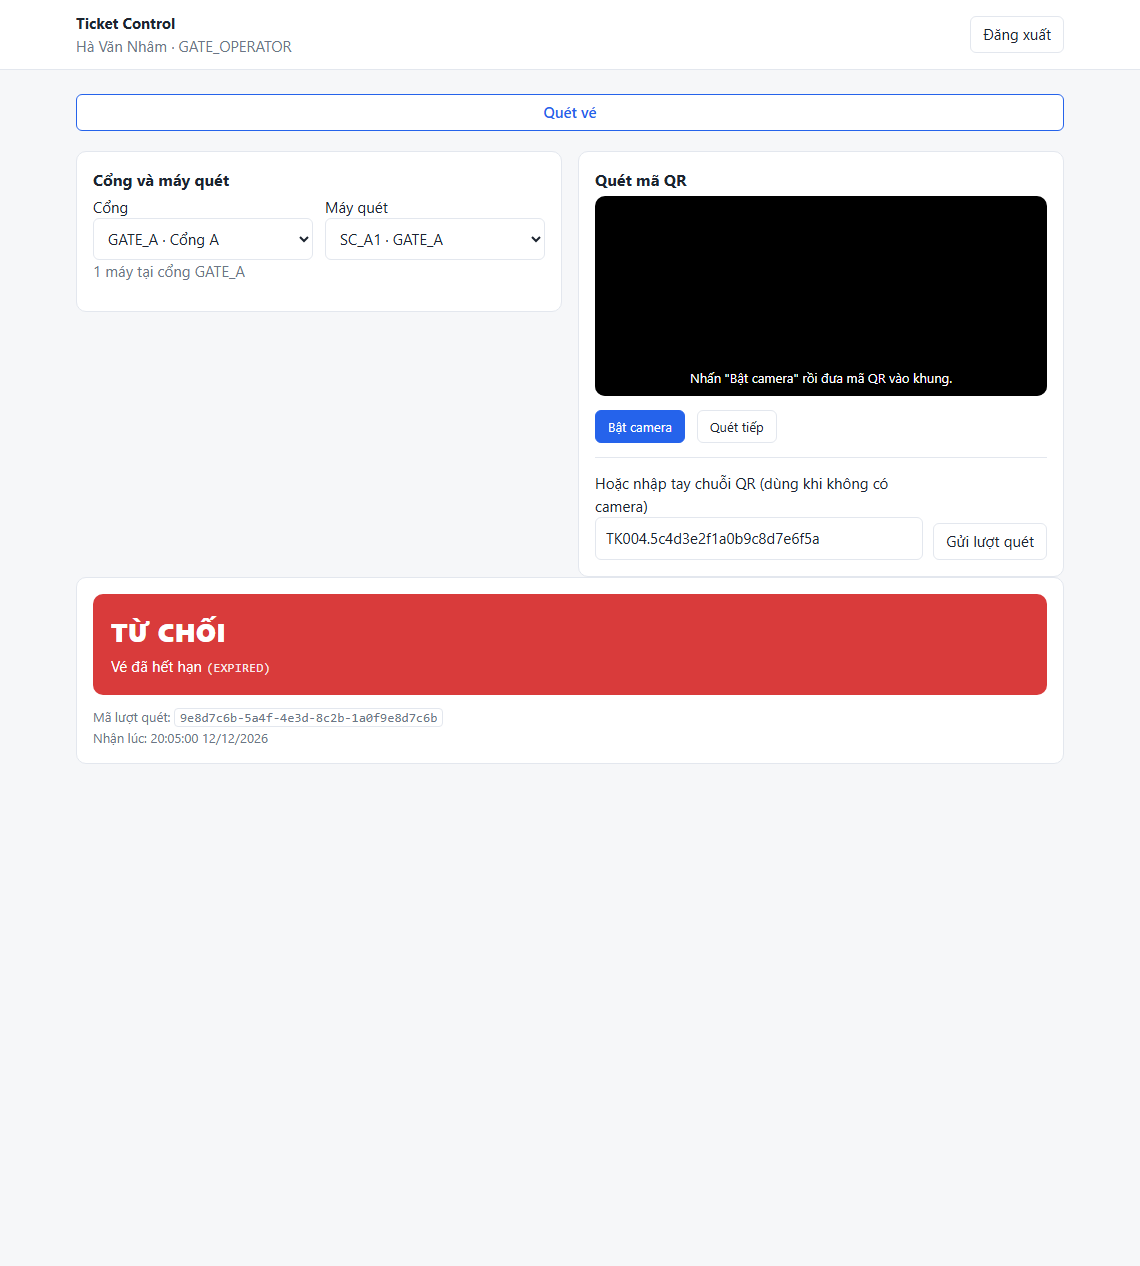 Ticket Control
Hà Văn Nhâm · GATE_OPERATOR
Đăng xuất
Quét vé
Cổng và máy quét
Cổng
Máy quét
GATE_A · Cổng A
SC_A1 · GATE_A
1 máy tại cổng GATE_A
Quét mã QR
Nhấn "Bật camera" rồi đưa mã QR vào khung.
Bật camera
Quét tiếp
Hoặc nhập tay chuỗi QR (dùng khi không có
camera)
TK004.5c4d3e2f1a0b9c8d7e6f5a
Gửi lượt quét
TỪ CHỐI
Vé đã hết hạn (EXPIRED)
Mã lượt quét: 9e8d7c6b-5a4f-4e3d-8c2b-1a0f9e8d7c6b
Nhận lúc: 20:05:00 12/12/2026